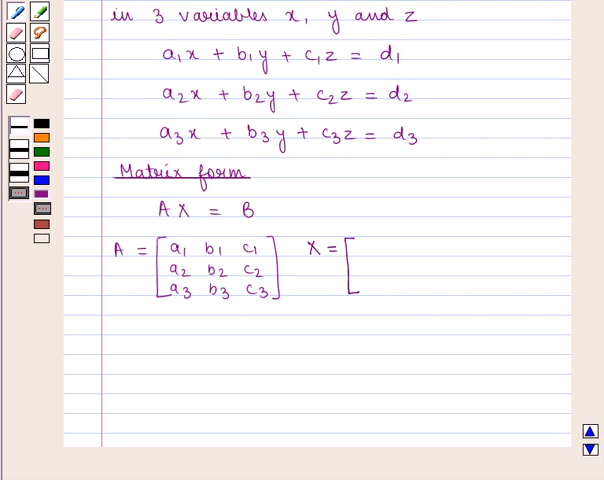 in 3 variables x, y and z
a₁x + b₁y + c₁z = d₁
a₂x + b₂y + c₂z = d₂
a₃x + b₃y + c₃z = d₃
Matrix form
A X = B
A = [ a₁ b₁ c₁ X = [
a₂ b₂ c₂
a₃ b₃ c₃ ]